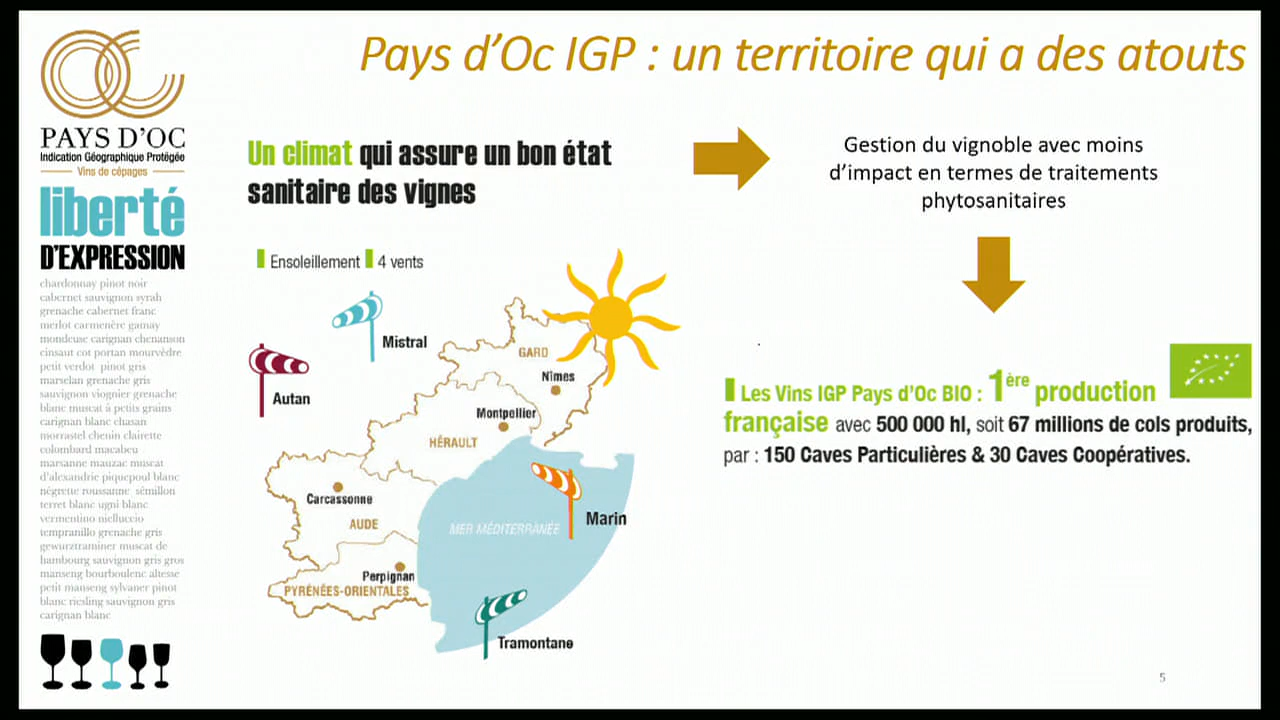 Pays d’Oc IGP : un territoire qui a des atouts
PAYS D’OC
Indication Géographique Protégée
Vins de cépages
liberté
D’EXPRESSION
chardonnay pinot noir
cabernet sauvignon syrah
grenache cabernet franc
merlot carmenère gamay
mondeuse carignan chenanson
cinsaut cot portan mourvèdre
petit verdot pinot gris
marselan grenache gris
sauvignon viognier grenache
blanc muscat à petits grains
carignan blanc chasan
morrastel chenin clairette
colombard macabeu
marsanne mauzac muscat
d’alexandrie piquepoul blanc
négrette roussanne sémillon
terret blanc ugni blanc
vermentino nielluccio
tempranillo grenache gris
gewurztraminer muscat de
hambourg sauvignon gris gros
manseng bourboulenc altesse
petit manseng sylvaner pinot
blanc riesling sauvignon gris
carignan blanc
Un climat qui assure un bon état
sanitaire des vignes
Ensoleillement 4 vents
Mistral
Autan
GARD
Nîmes
Montpellier
HÉRAULT
Carcassonne
AUDE
MER MÉDITERRANÉE
Marin
Perpignan
PYRÉNÉES-ORIENTALES
Tramontane
Gestion du vignoble avec moins
d’impact en termes de traitements
phytosanitaires
Les Vins IGP Pays d’Oc BIO : 1ère production
française avec 500 000 hl, soit 67 millions de cols produits,
par : 150 Caves Particulières & 30 Caves Coopératives.
5